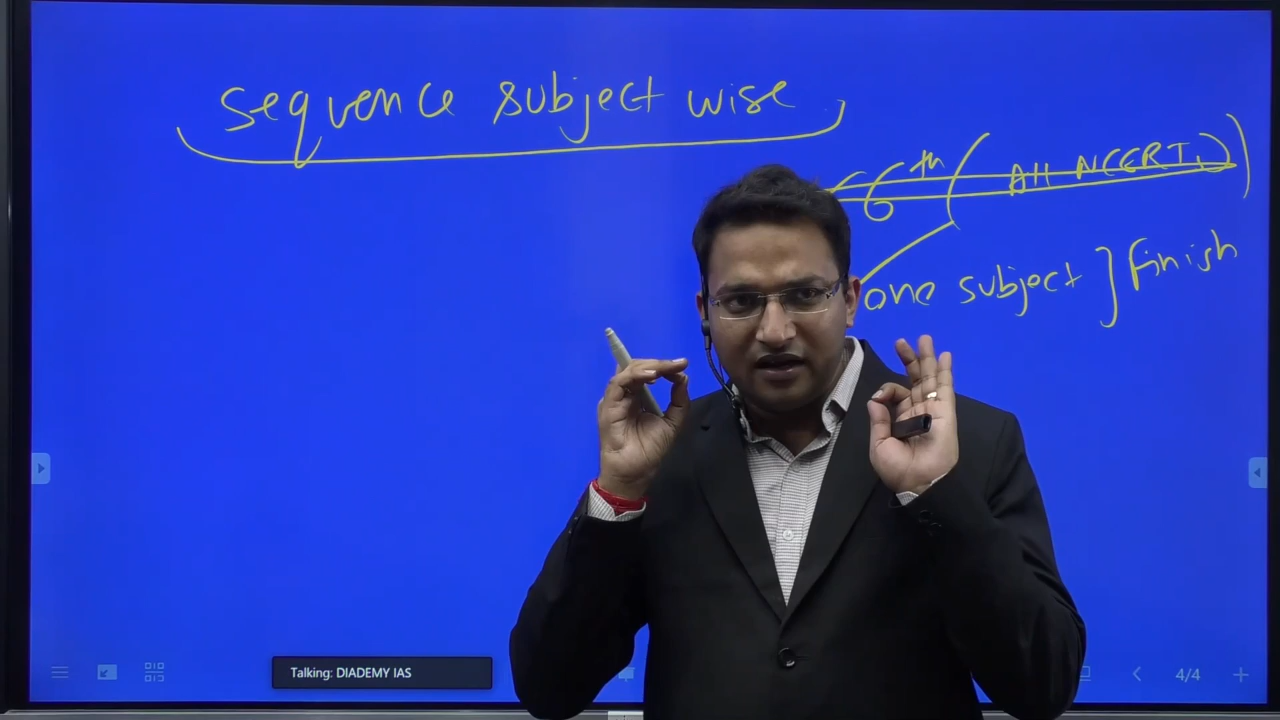 Sequence subject wise
6th (All NCERTs)
one subject ] finish
Talking: DIADEMY IAS
4/4